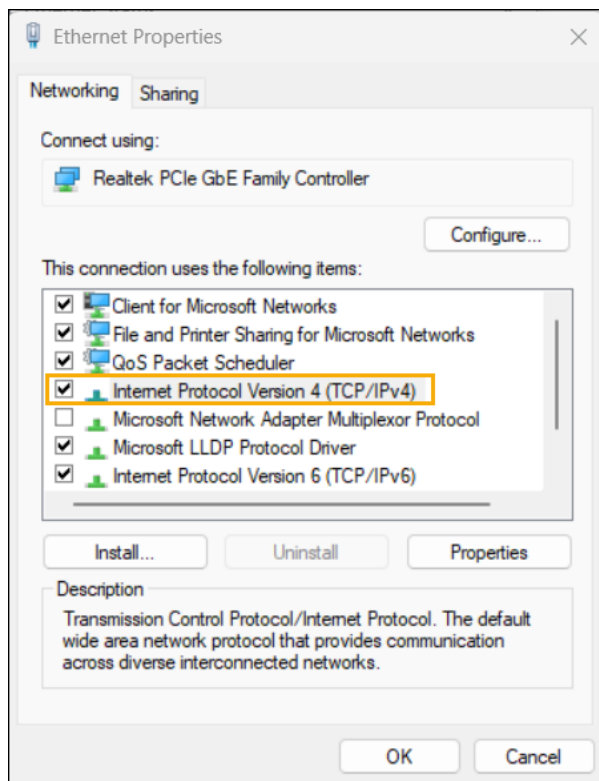 Ethernet Properties
Networking
Sharing
Connect using:
Realtek PCIe GbE Family Controller
Configure...
This connection uses the following items:
Client for Microsoft Networks
File and Printer Sharing for Microsoft Networks
QoS Packet Scheduler
Internet Protocol Version 4 (TCP/IPv4)
Microsoft Network Adapter Multiplexor Protocol
Microsoft LLDP Protocol Driver
Internet Protocol Version 6 (TCP/IPv6)
Install...
Uninstall
Properties
Description
Transmission Control Protocol/Internet Protocol. The default
wide area network protocol that provides communication
across diverse interconnected networks.
OK
Cancel